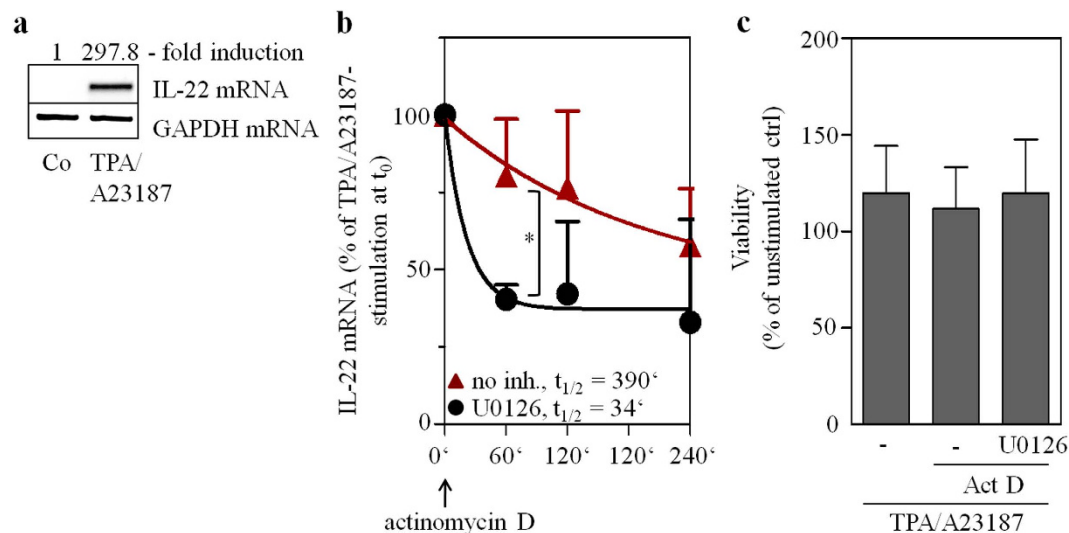 a
1 297.8 - fold induction
IL-22 mRNA
GAPDH mRNA
Co TPA/
A23187
b
IL-22 mRNA (% of TPA/A23187-
stimulation at t0)
100
50
0
*
no inh., t1/2 = 390‘
U0126, t1/2 = 34‘
0‘ 60‘ 120‘ 120‘ 240‘
actinomycin D
c
Viability
(% of unstimulated ctrl)
200
150
100
50
0
- - U0126
Act D
TPA/A23187